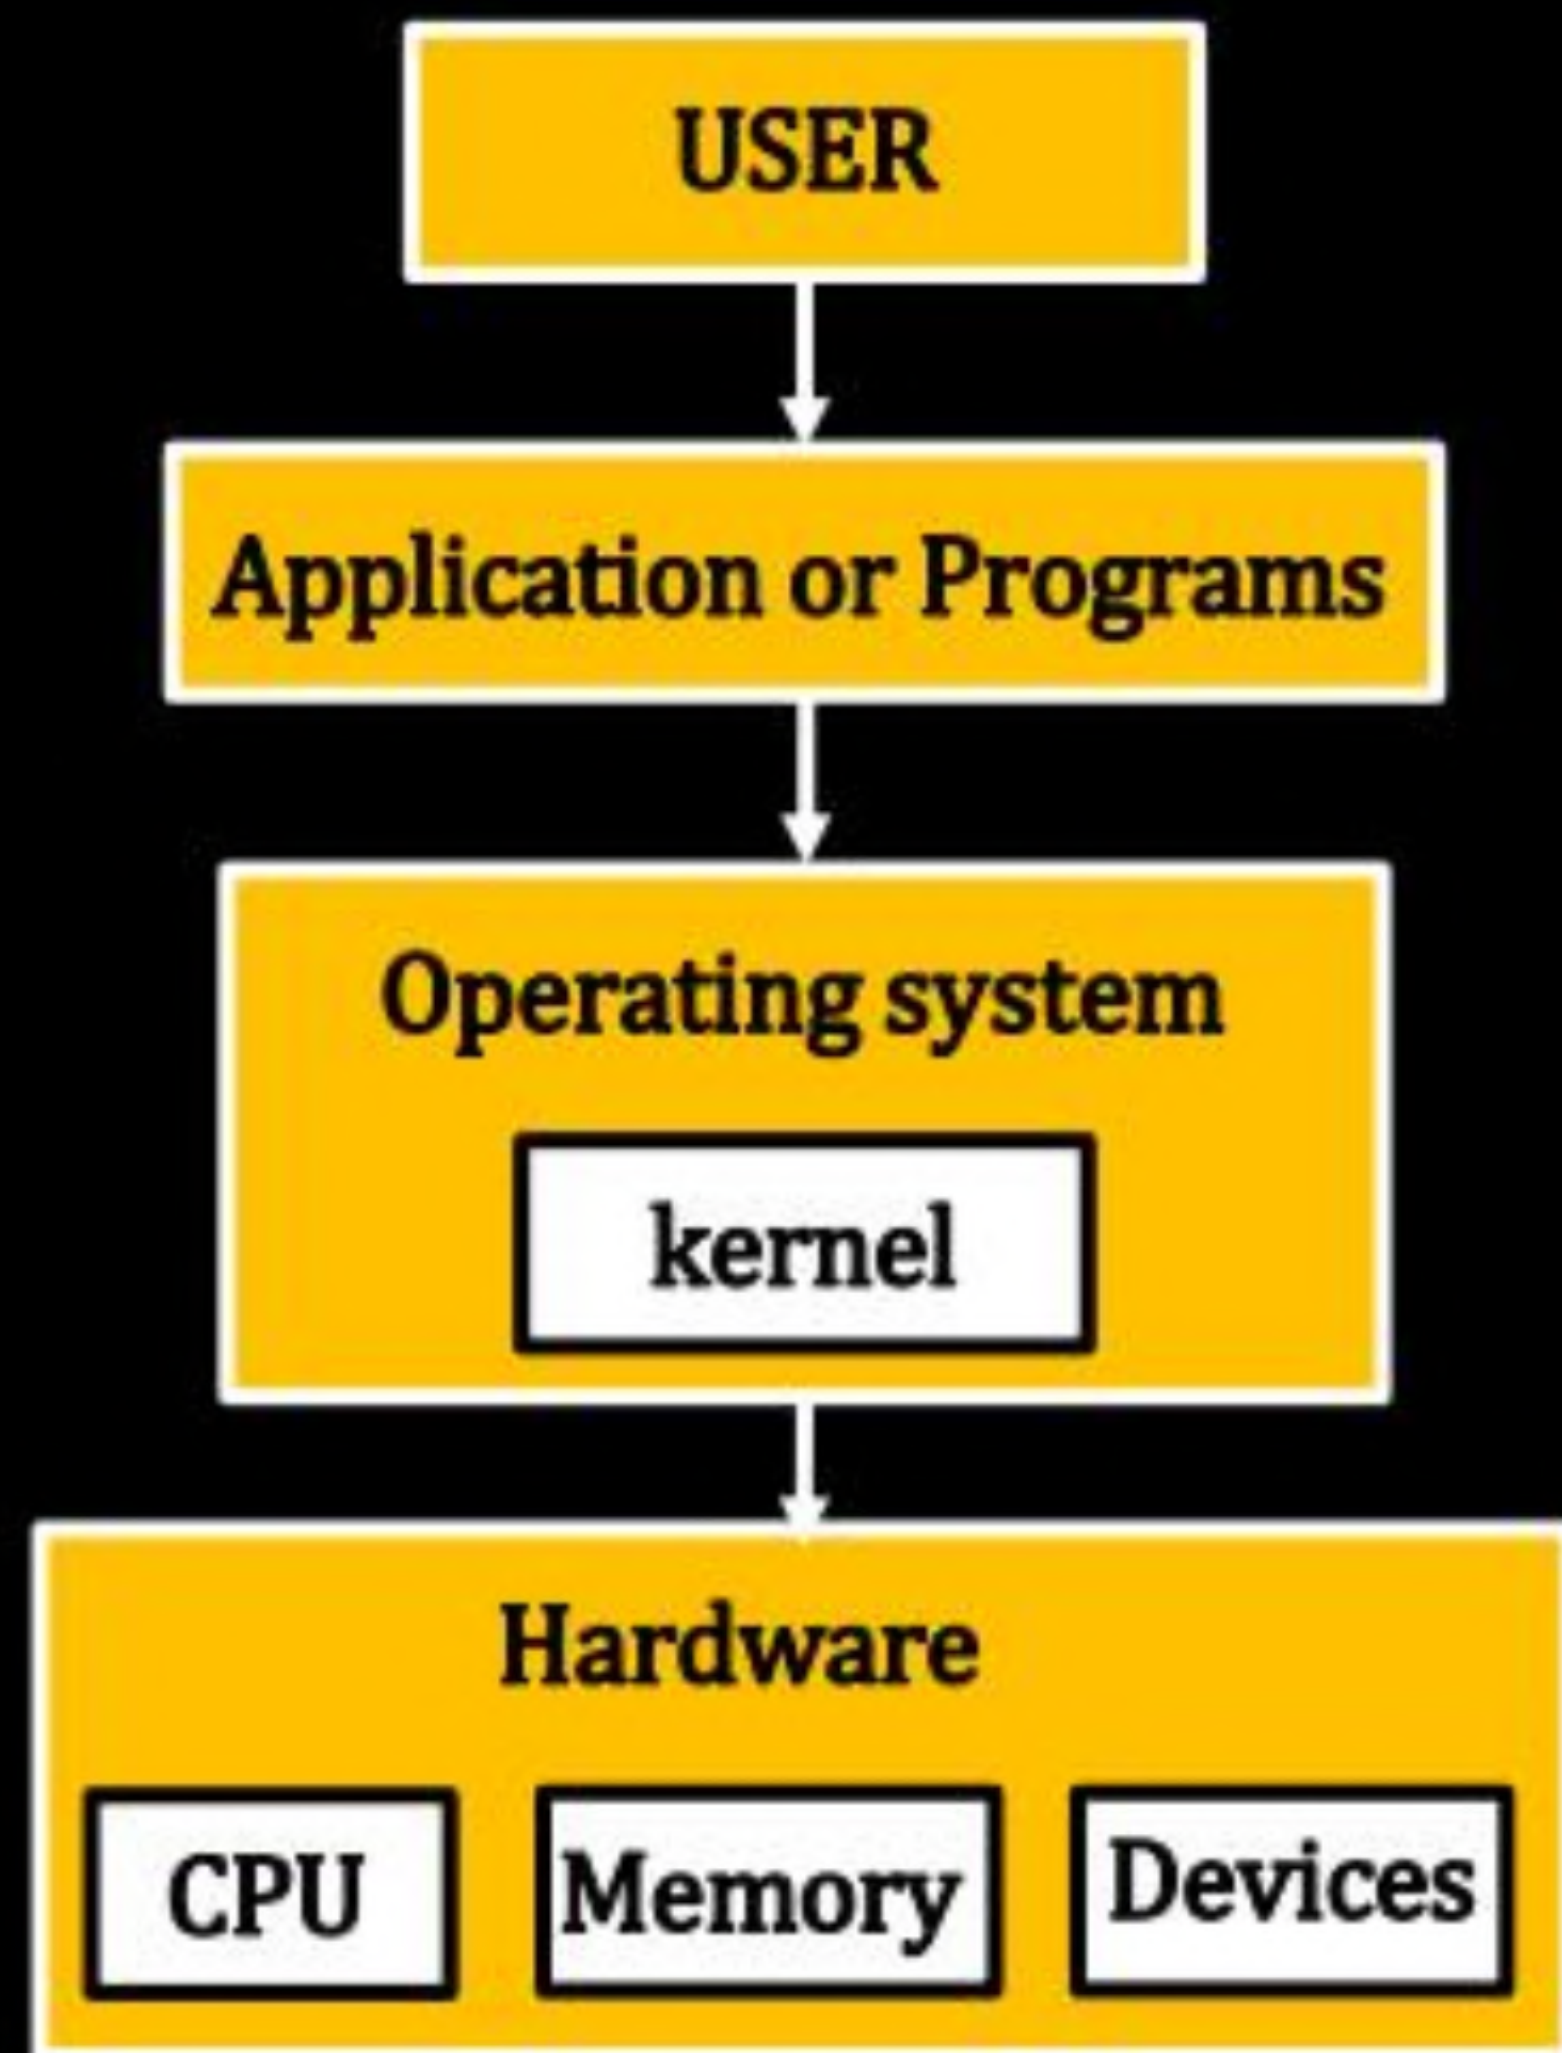 USER
Application or Programs
Operating system
kernel
Hardware
CPU
Memory
Devices